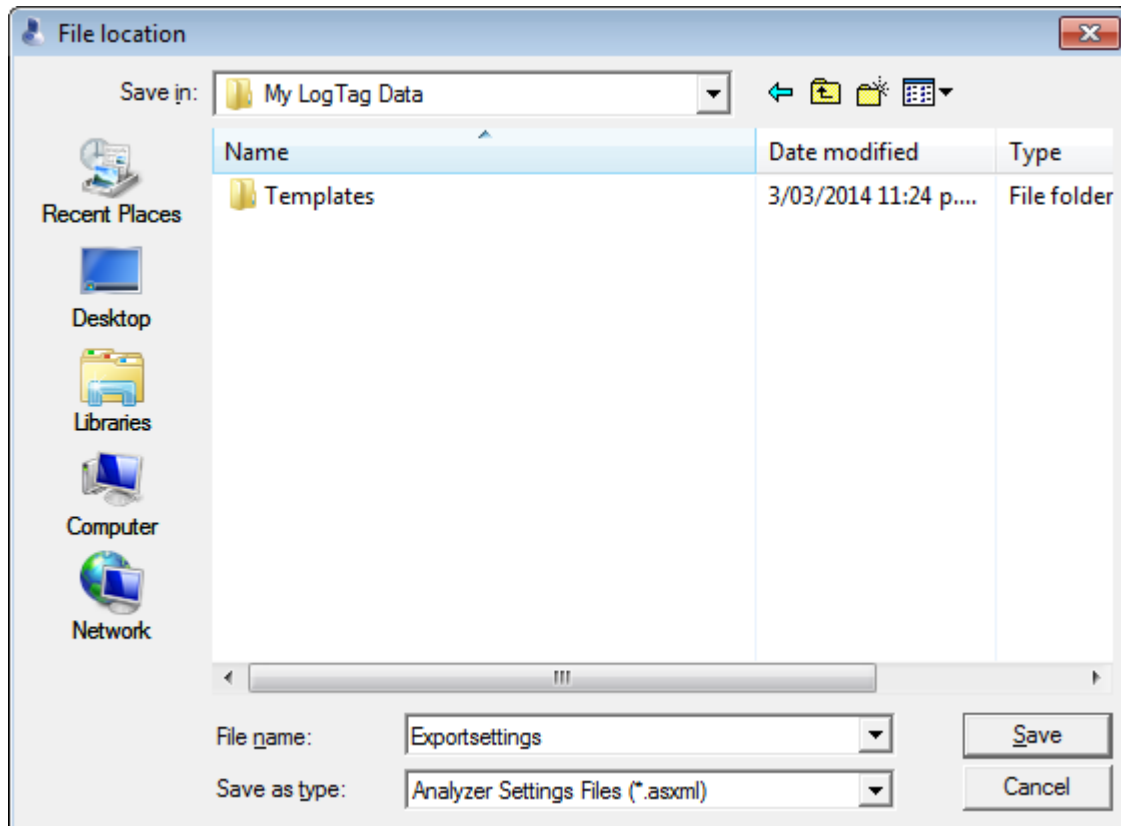 File location
Save in: My LogTag Data
Name Date modified Type
Templates 3/03/2014 11:24 p.... File folder
Recent Places
Desktop
Libraries
Computer
Network
File name: Exportsettings Save
Save as type: Analyzer Settings Files (*.asxml) Cancel